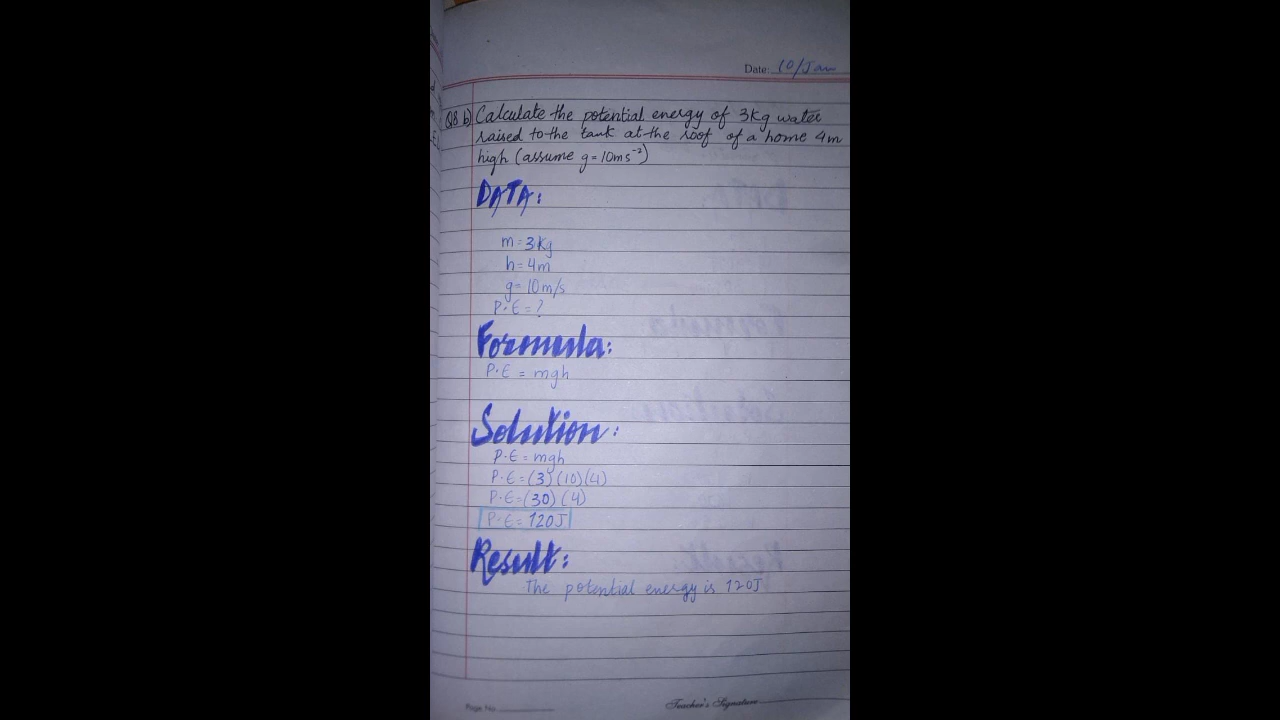 Date: 10/Jan
Q8 b) Calculate the potential energy of 3kg water
raised to the tank at the roof of a home 4m
high (assume g=10ms⁻²)
DATA:
m=3kg
h=4m
g=10m/s
P.E=?
Formula:
P.E = mgh
Solution:
P.E = mgh
P.E=(3)(10)(4)
P.E=(30)(4)
P.E=120J
Result:
The potential energy is 120J
Page No.
Teacher's Signature